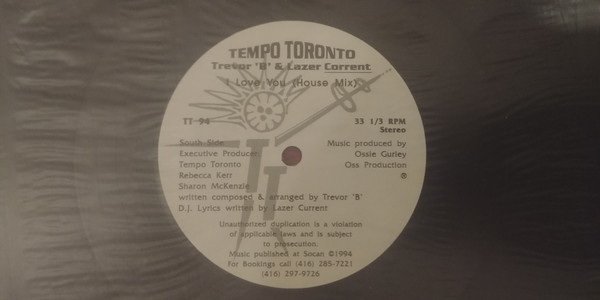 TEMPO TORONTO
Trevor 'B' & Lazer Corrent
I Love You (House Mix)
TT 94
33 1/3 RPM
Stereo
South Side
Executive Producer
Tempo Toronto
Rebecca Kerr
Sharon McKenzie
Music produced by
Ossie Gurley
Oss Production
℗
written composed & arranged by Trevor 'B'
D.J. Lyrics written by Lazer Current
Unauthorized duplication is a violation
of applicable laws and is subject
to prosecution.
Music published at Socan ©1994
For Bookings call (416) 285-7221
(416) 297-9726